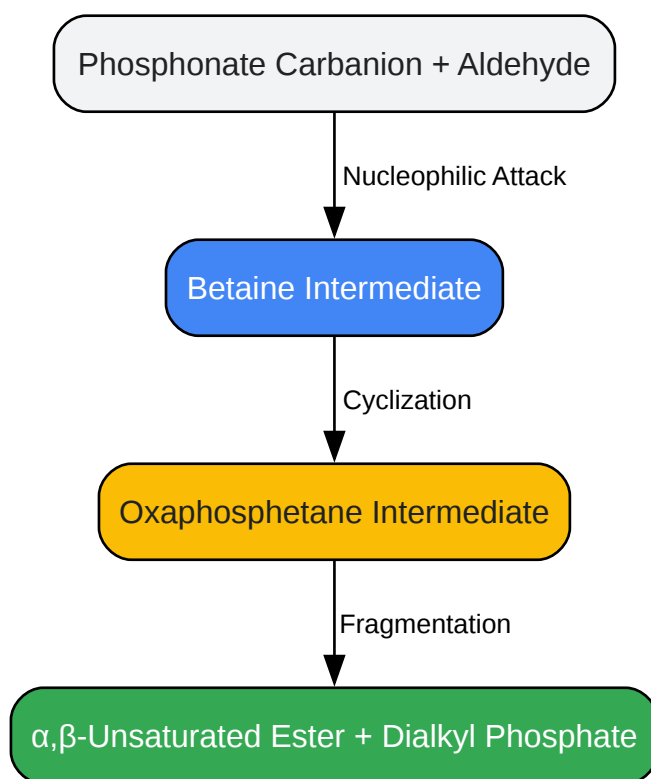 Phosphonate Carbanion + Aldehyde
Nucleophilic Attack
Betaine Intermediate
Cyclization
Oxaphosphetane Intermediate
Fragmentation
α,β-Unsaturated Ester + Dialkyl Phosphate